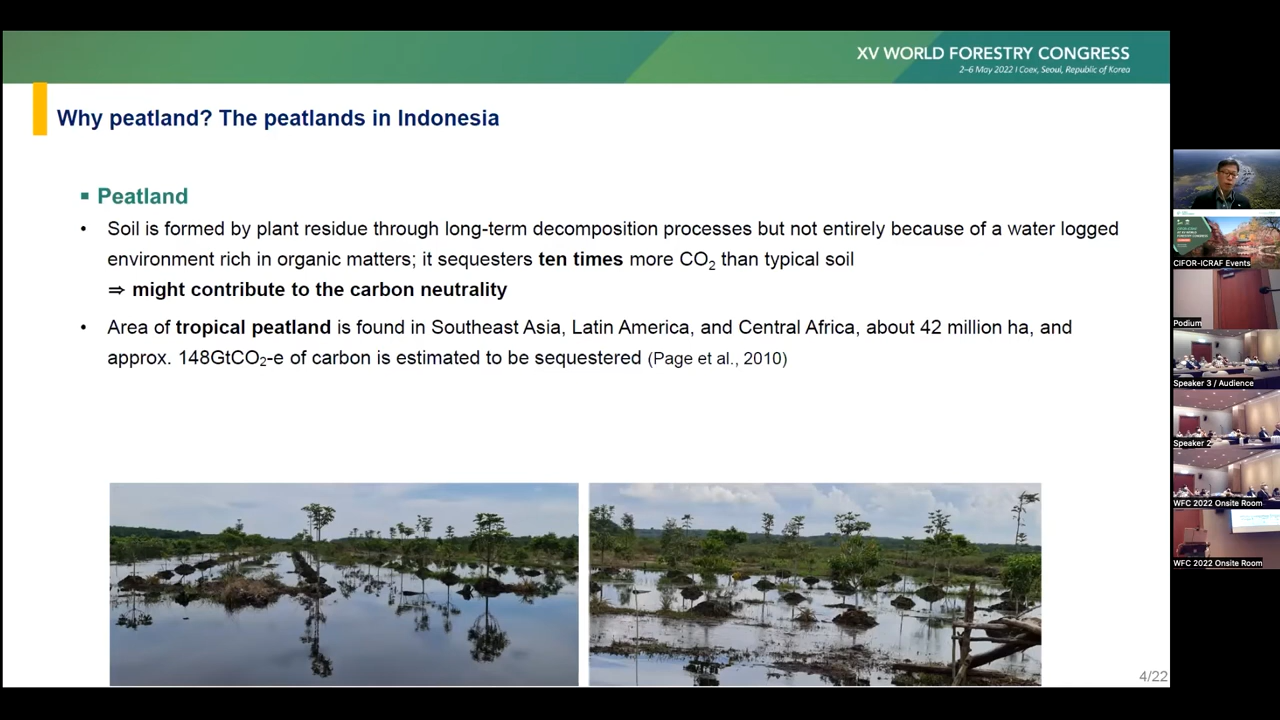 XV WORLD FORESTRY CONGRESS
2–6 May 2022 I Coex, Seoul, Republic of Korea
Why peatland? The peatlands in Indonesia
▪ Peatland
• Soil is formed by plant residue through long-term decomposition processes but not entirely because of a water logged
environment rich in organic matters; it sequesters ten times more CO₂ than typical soil
⇒ might contribute to the carbon neutrality
• Area of tropical peatland is found in Southeast Asia, Latin America, and Central Africa, about 42 million ha, and
approx. 148GtCO₂-e of carbon is estimated to be sequestered (Page et al., 2010)
4/22
CIFOR-ICRAF Events
Podium
Speaker 3 / Audience
Speaker 2
WFC 2022 Onsite Room
WFC 2022 Onsite Room